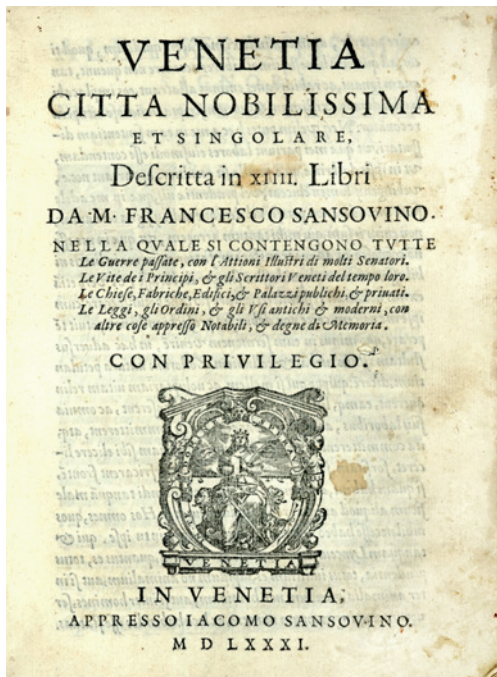 VENETIA
CITTA NOBILISSIMA
ET SINGOLARE,
Descritta in XIIII. Libri
DA M. FRANCESCO SANSOVINO.
NELLA QVALE SI CONTENGONO TVTTE
Le Guerre passate, con l'Attioni Illustri di molti Senatori.
Le Vite de i Principi, & gli Scrittori Veneti del tempo loro.
Le Chiese, Fabriche, Edifici, & Palazzi publichi, & priuati.
Le Leggi, gli Ordini, & gli Vsi antichi & moderni, con
altre cose appresso Notabili, & degne di Memoria.
CON PRIVILEGIO.
VENETIA
IN VENETIA,
APPRESSO IACOMO SANSOVINO.
M D LXXXI.